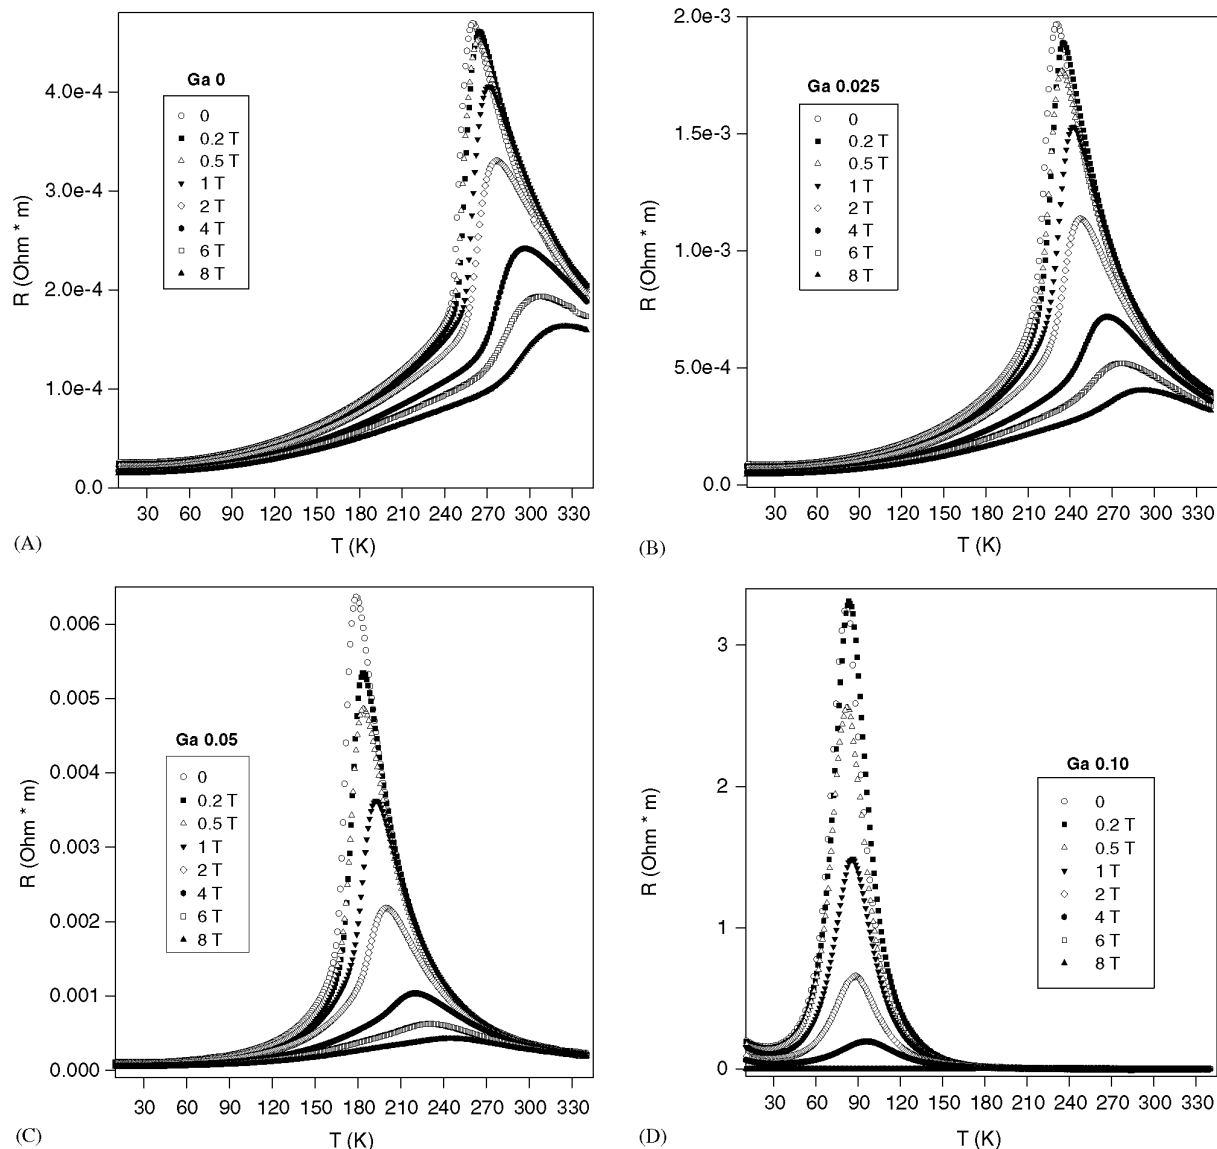 Ga 0
0
0.2 T
0.5 T
1 T
2 T
4 T
6 T
8 T
4.0e-4
3.0e-4
2.0e-4
1.0e-4
0.0
R (Ohm * m)
30 60 90 120 150 180 210 240 270 300 330
T (K)
(A)
Ga 0.025
0
0.2 T
0.5 T
1 T
2 T
4 T
6 T
8 T
2.0e-3
1.5e-3
1.0e-3
5.0e-4
0.0
R (Ohm * m)
30 60 90 120 150 180 210 240 270 300 330
T (K)
(B)
Ga 0.05
0
0.2 T
0.5 T
1 T
2 T
4 T
6 T
8 T
0.006
0.005
0.004
0.003
0.002
0.001
0.000
R (Ohm * m)
30 60 90 120 150 180 210 240 270 300 330
T (K)
(C)
Ga 0.10
0
0.2 T
0.5 T
1 T
2 T
4 T
6 T
8 T
3
2
1
0
R (Ohm * m)
30 60 90 120 150 180 210 240 270 300 330
T (K)
(D)